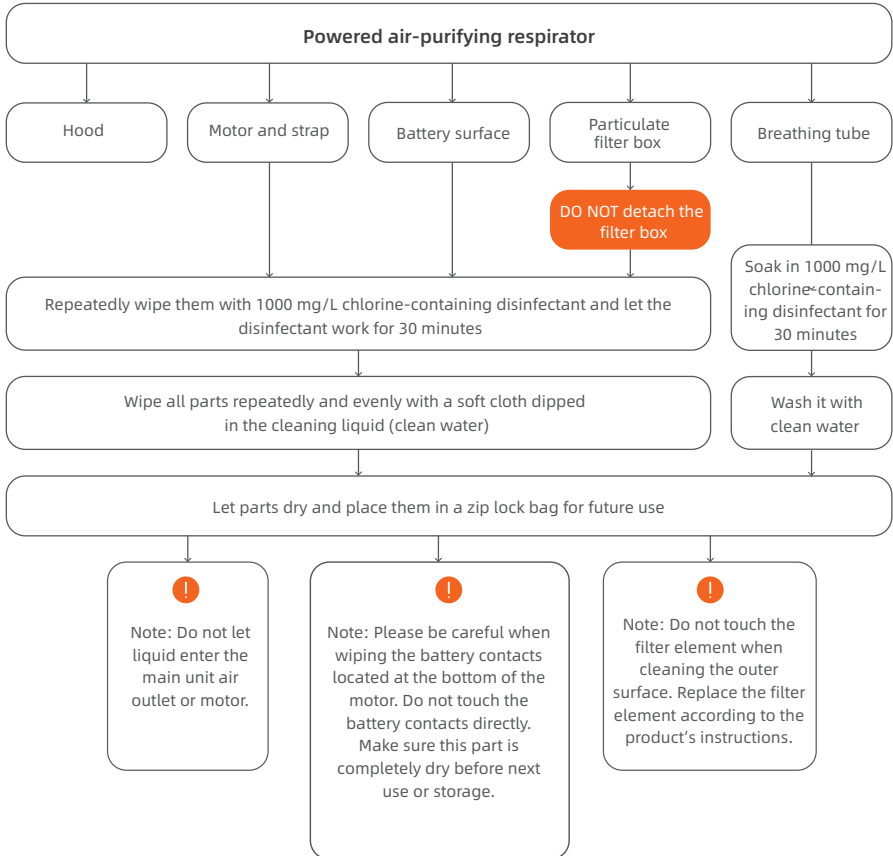 Powered air-purifying respirator
Hood
Motor and strap
Battery surface
Particulate
filter box
Breathing tube
DO NOT detach the
filter box
Repeatedly wipe them with 1000 mg/L chlorine-containing disinfectant and let the
disinfectant work for 30 minutes
Soak in 1000 mg/L
chlorine-contain-
ing disinfectant for
30 minutes
Wipe all parts repeatedly and evenly with a soft cloth dipped
in the cleaning liquid (clean water)
Wash it with
clean water
Let parts dry and place them in a zip lock bag for future use
!
Note: Do not let
liquid enter the
main unit air
outlet or motor.
!
Note: Please be careful when
wiping the battery contacts
located at the bottom of the
motor. Do not touch the
battery contacts directly.
Make sure this part is
completely dry before next
use or storage.
!
Note: Do not touch the
filter element when
cleaning the outer
surface. Replace the filter
element according to the
product's instructions.